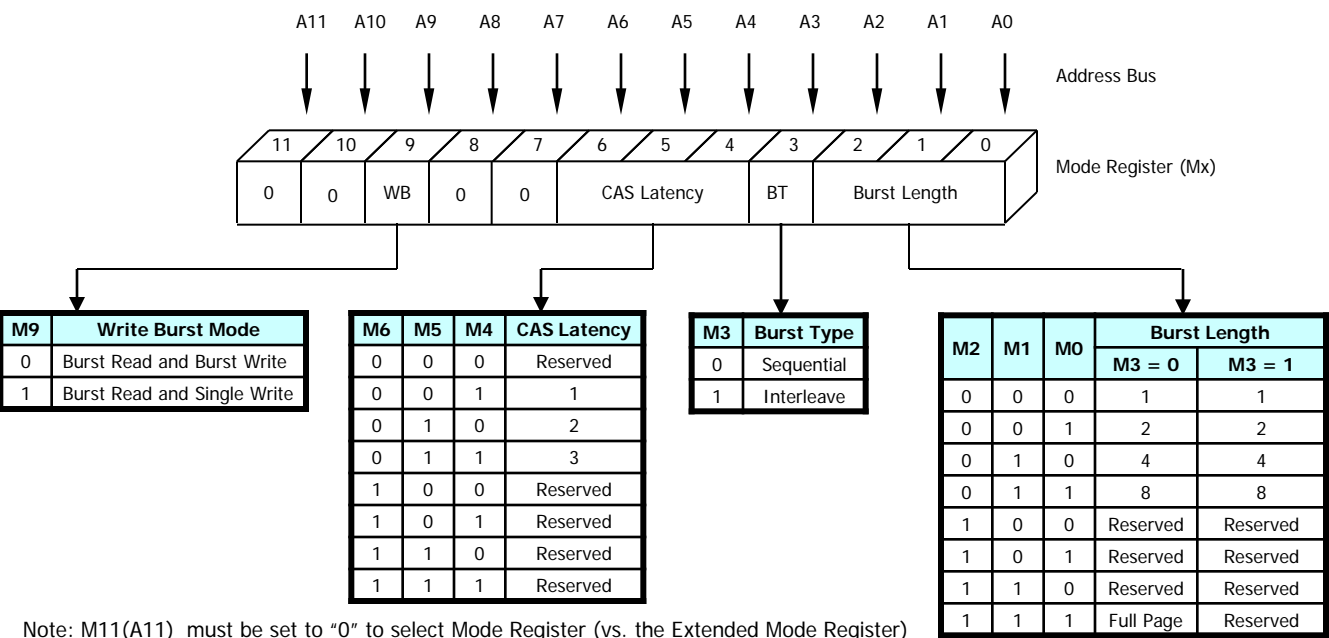 A11 A10 A9 A8 A7 A6 A5 A4 A3 A2 A1 A0
Address Bus
11 10 9 8 7 6 5 4 3 2 1 0
Mode Register (Mx)
0 0 WB 0 0 CAS Latency BT Burst Length
M9 Write Burst Mode
0 Burst Read and Burst Write
1 Burst Read and Single Write
M6 M5 M4 CAS Latency
0 0 0 Reserved
0 0 1 1
0 1 0 2
0 1 1 3
1 0 0 Reserved
1 0 1 Reserved
1 1 0 Reserved
1 1 1 Reserved
M3 Burst Type
0 Sequential
1 Interleave
M2 M1 M0 Burst Length
M3 = 0 M3 = 1
0 0 0 1 1
0 0 1 2 2
0 1 0 4 4
0 1 1 8 8
1 0 0 Reserved Reserved
1 0 1 Reserved Reserved
1 1 0 Reserved Reserved
1 1 1 Full Page Reserved
Note: M11(A11) must be set to “0” to select Mode Register (vs. the Extended Mode Register)